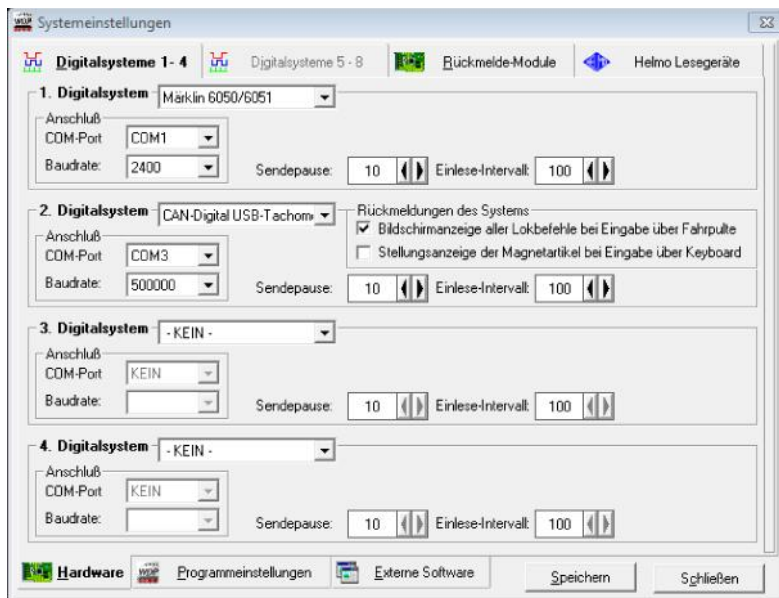 Systemeinstellungen
Digitalsysteme 1- 4 Digitalsysteme 5 - 8 Rückmelde-Module Helmo Lesegeräte
1. Digitalsystem Märklin 6050/6051
Anschluß
COM-Port COM1
Baudrate: 2400 Sendepause: 10 Einlese-Intervall: 100
2. Digitalsystem CAN-Digital USB-Tachom
Rückmeldungen des Systems
Bildschirmanzeige aller Lokbefehle bei Eingabe über Fahrpulte
Anschluß
COM-Port COM3
Stellungsanzeige der Magnetartikel bei Eingabe über Keyboard
Baudrate: 500000 Sendepause: 10 Einlese-Intervall: 100
3. Digitalsystem - KEIN -
Anschluß
COM-Port KEIN
Baudrate: Sendepause: 10 Einlese-Intervall: 100
4. Digitalsystem - KEIN -
Anschluß
COM-Port KEIN
Baudrate: Sendepause: 10 Einlese-Intervall: 100
Hardware Programmeinstellungen Externe Software Speichern Schließen